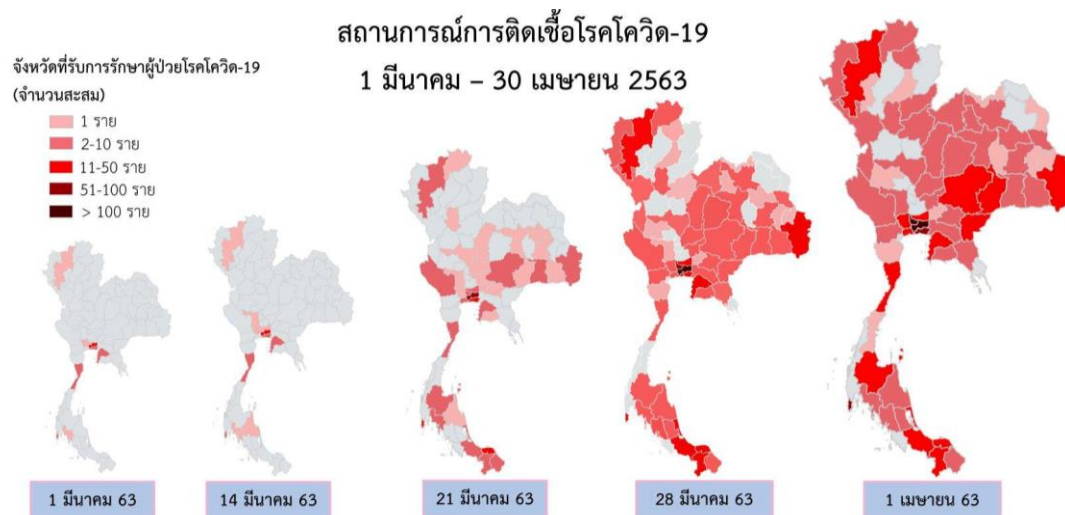 สถานการณ์การติดเชื้อโรคโควิด-19
1 มีนาคม – 30 เมษายน 2563
จังหวัดที่รับการรักษาผู้ป่วยโรคโควิด-19
(จำนวนสะสม)
1 ราย
2-10 ราย
11-50 ราย
51-100 ราย
> 100 ราย
1 มีนาคม 63
14 มีนาคม 63
21 มีนาคม 63
28 มีนาคม 63
1 เมษายน 63